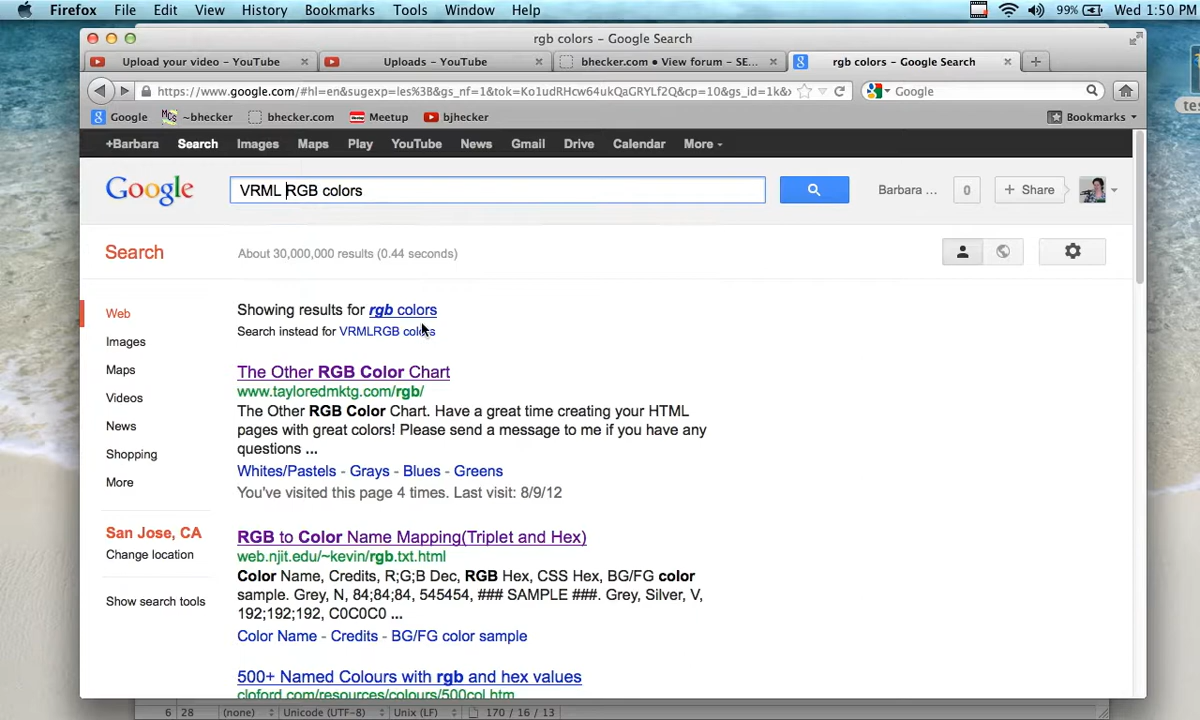 Firefox File Edit View History Bookmarks Tools Window Help 99% Wed 1:50 PM
rgb colors – Google Search
Upload your video – YouTube Uploads – YouTube bhecker.com • View forum – SE... rgb colors – Google Search
https://www.google.com/#hl=en&sugexp=les%3B&gs_nf=1&tok=Ko1udRHcw64ukQaGRYLf2Q&cp=10&gs_id=1k&x Google
Google ~bhecker bhecker.com Meetup bjhecker Bookmarks
+Barbara Search Images Maps Play YouTube News Gmail Drive Calendar More
Google VRML RGB colors Barbara ... 0 + Share
Search About 30,000,000 results (0.44 seconds)
Web
Images
Maps
Videos
News
Shopping
More
San Jose, CA
Change location
Show search tools
Showing results for rgb colors
Search instead for VRMLRGB colors
The Other RGB Color Chart
www.tayloredmktg.com/rgb/
The Other RGB Color Chart. Have a great time creating your HTML
pages with great colors! Please send a message to me if you have any
questions ...
Whites/Pastels - Grays - Blues - Greens
You've visited this page 4 times. Last visit: 8/9/12
RGB to Color Name Mapping(Triplet and Hex)
web.njit.edu/~kevin/rgb.txt.html
Color Name, Credits, R;G;B Dec, RGB Hex, CSS Hex, BG/FG color
sample. Grey, N, 84;84;84, 545454, ### SAMPLE ###. Grey, Silver, V,
192;192;192, C0C0C0 ...
Color Name - Credits - BG/FG color sample
500+ Named Colours with rgb and hex values
cloford.com/resources/colours/500col.htm
6 28 (none) Unicode (UTF-8) Unix (LF) 170 / 16 / 13